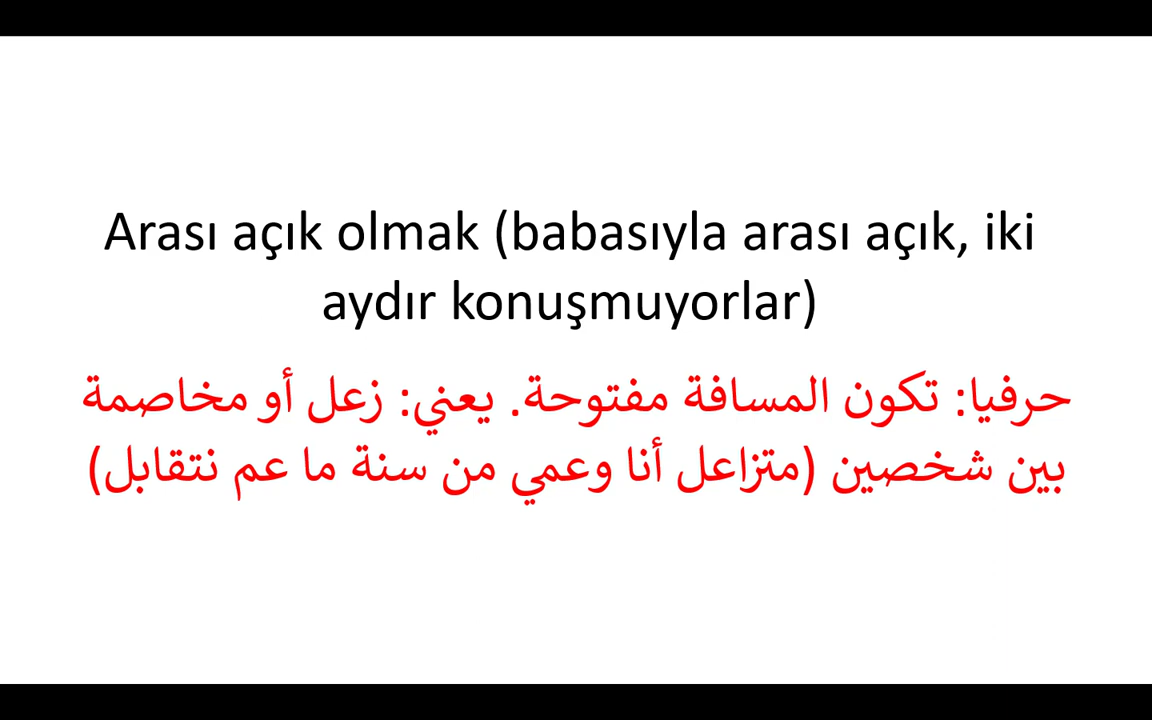 Arası açık olmak (babasıyla arası açık, iki
aydır konuşmuyorlar)
حرفيا: تكون المسافة مفتوحة. يعني: زعل أو مخاصمة
بين شخصين (متزاعل أنا وعمي من سنة ما عم نتقابل)